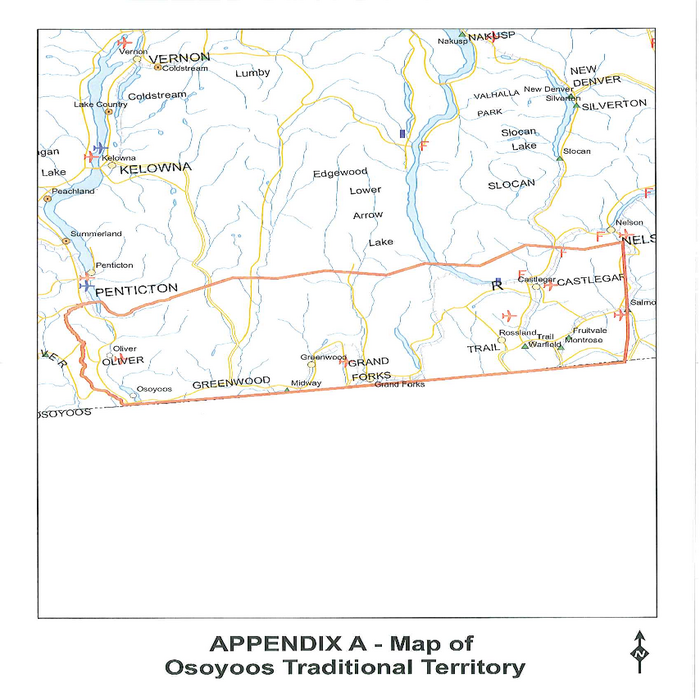 NAKUSP
Nakusp
Vernon
VERNON
Coldstream
Lumby
NEW
DENVER
New Denver
VALHALLA
Silverton
Coldstream
Lake Country
SILVERTON
PARK
Slocan
Lake
gan
Kelowna
Slocan
KELOWNA
Lake
Edgewood
SLOCAN
Peachland
Lower
Arrow
Nelson
Summerland
Lake
NELS
Penticton
Castlegar
CASTLEGAR
PENTICTON
R
Salmo
Rossland
Fruitvale
Trail
Montrose
Warfield
TRAIL
Oliver
OLIVER
VER
Greenwood
GRAND
FORKS
GREENWOOD
Midway
Grand Forks
Osoyoos
OSOYOOS
APPENDIX A - Map of
Osoyoos Traditional Territory
N